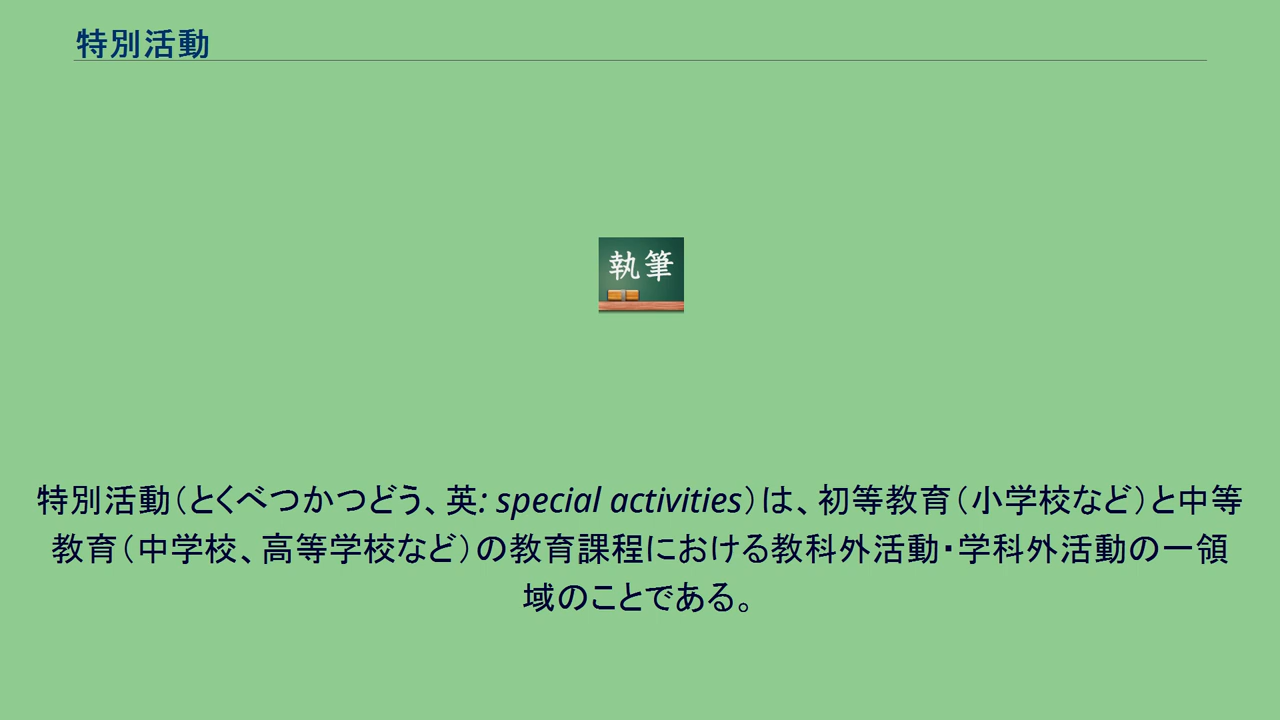 特別活動
執筆
特別活動（とくべつかつどう、英: special activities）は、初等教育（小学校など）と中等
教育（中学校、高等学校など）の教育課程における教科外活動・学科外活動の一領
域のことである。